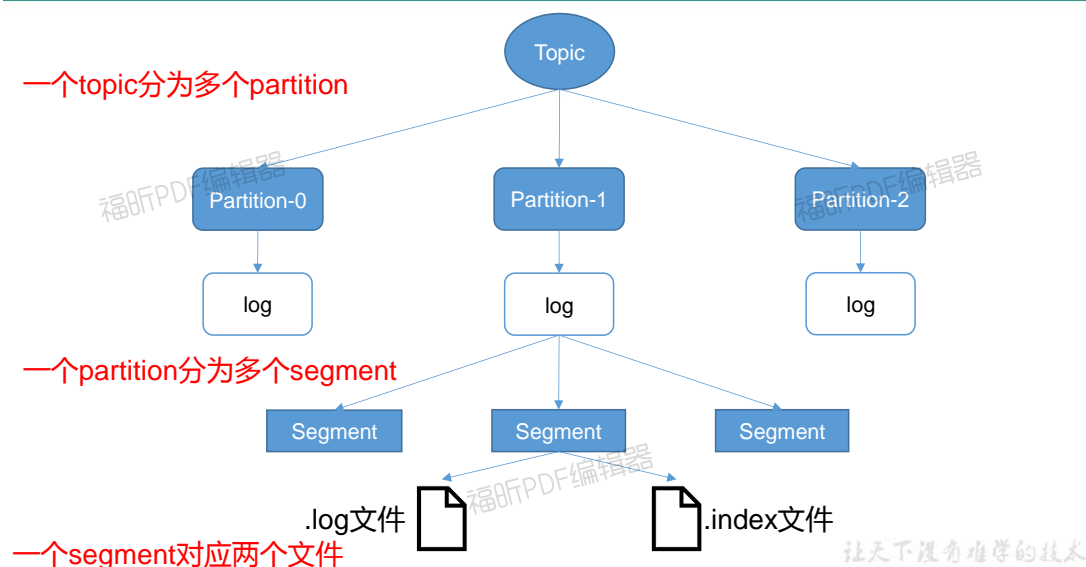 Topic
一个topic分为多个partition
福昕PDF编辑器
福昕PDF编辑器
Partition-0
Partition-1
Partition-2
log
log
log
一个partition分为多个segment
Segment
Segment
Segment
福昕PDF编辑器
.log文件
.index文件
一个segment对应两个文件
让天下没有难学的技术